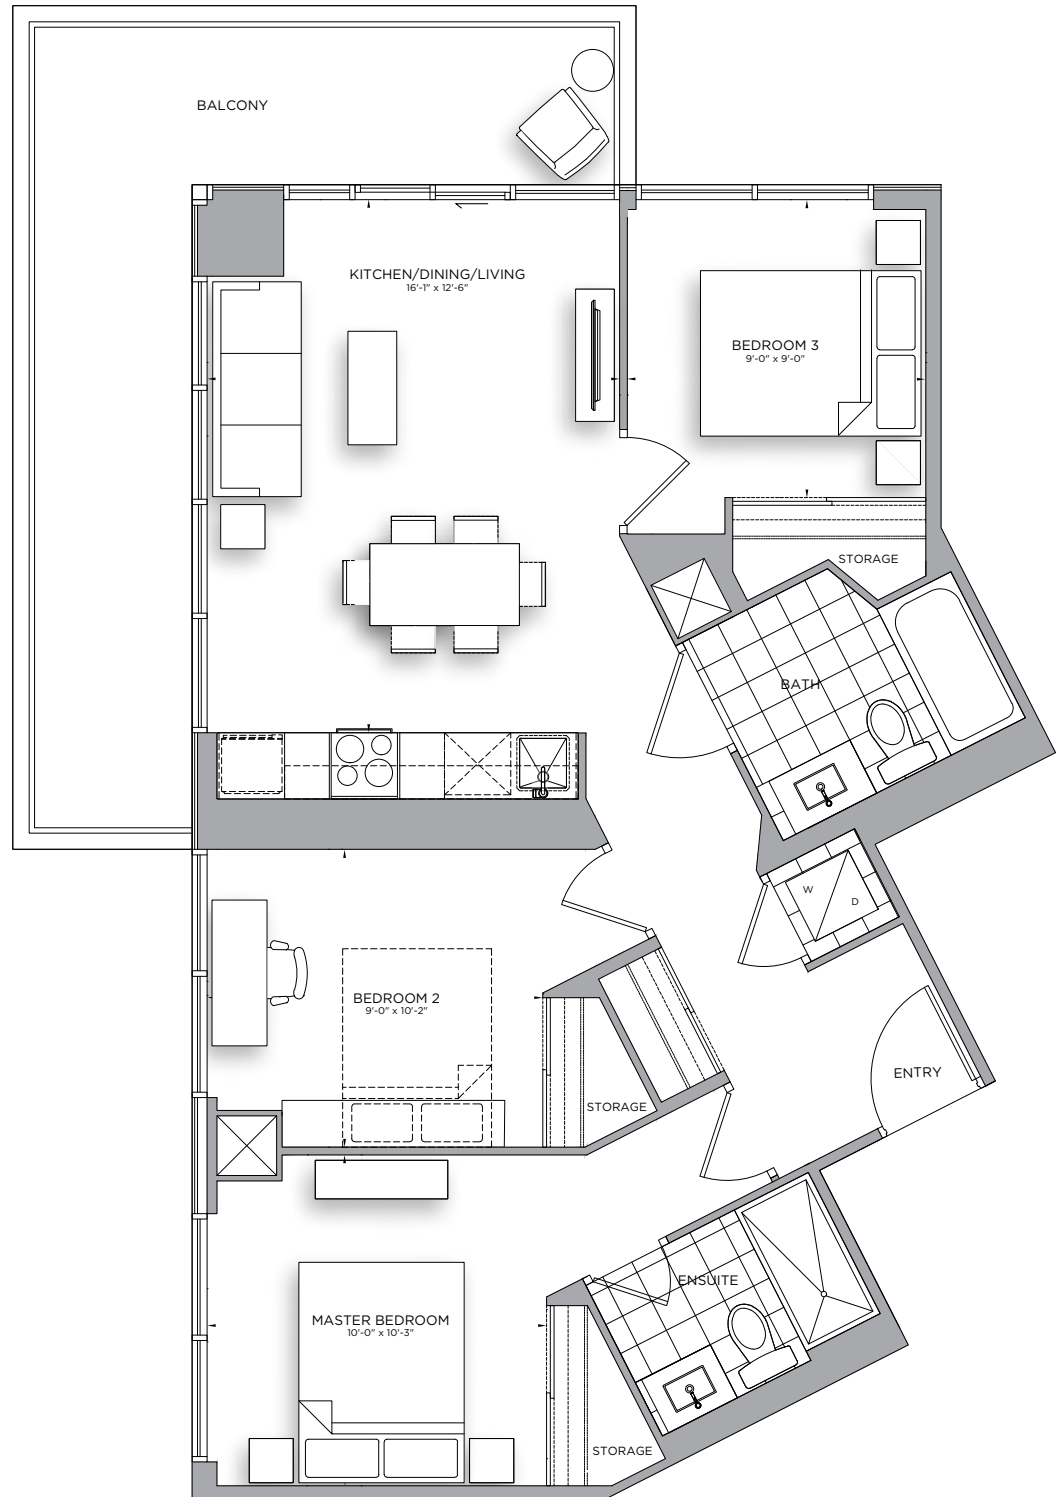 BALCONY
KITCHEN/DINING/LIVING
16'-1" x 12'-6"
BEDROOM 3
9'-0" x 9'-0"
STORAGE
BATH
W
D
BEDROOM 2
9'-0" x 10'-2"
ENTRY
STORAGE
ENSUITE
MASTER BEDROOM
10'-0" x 10'-3"
STORAGE